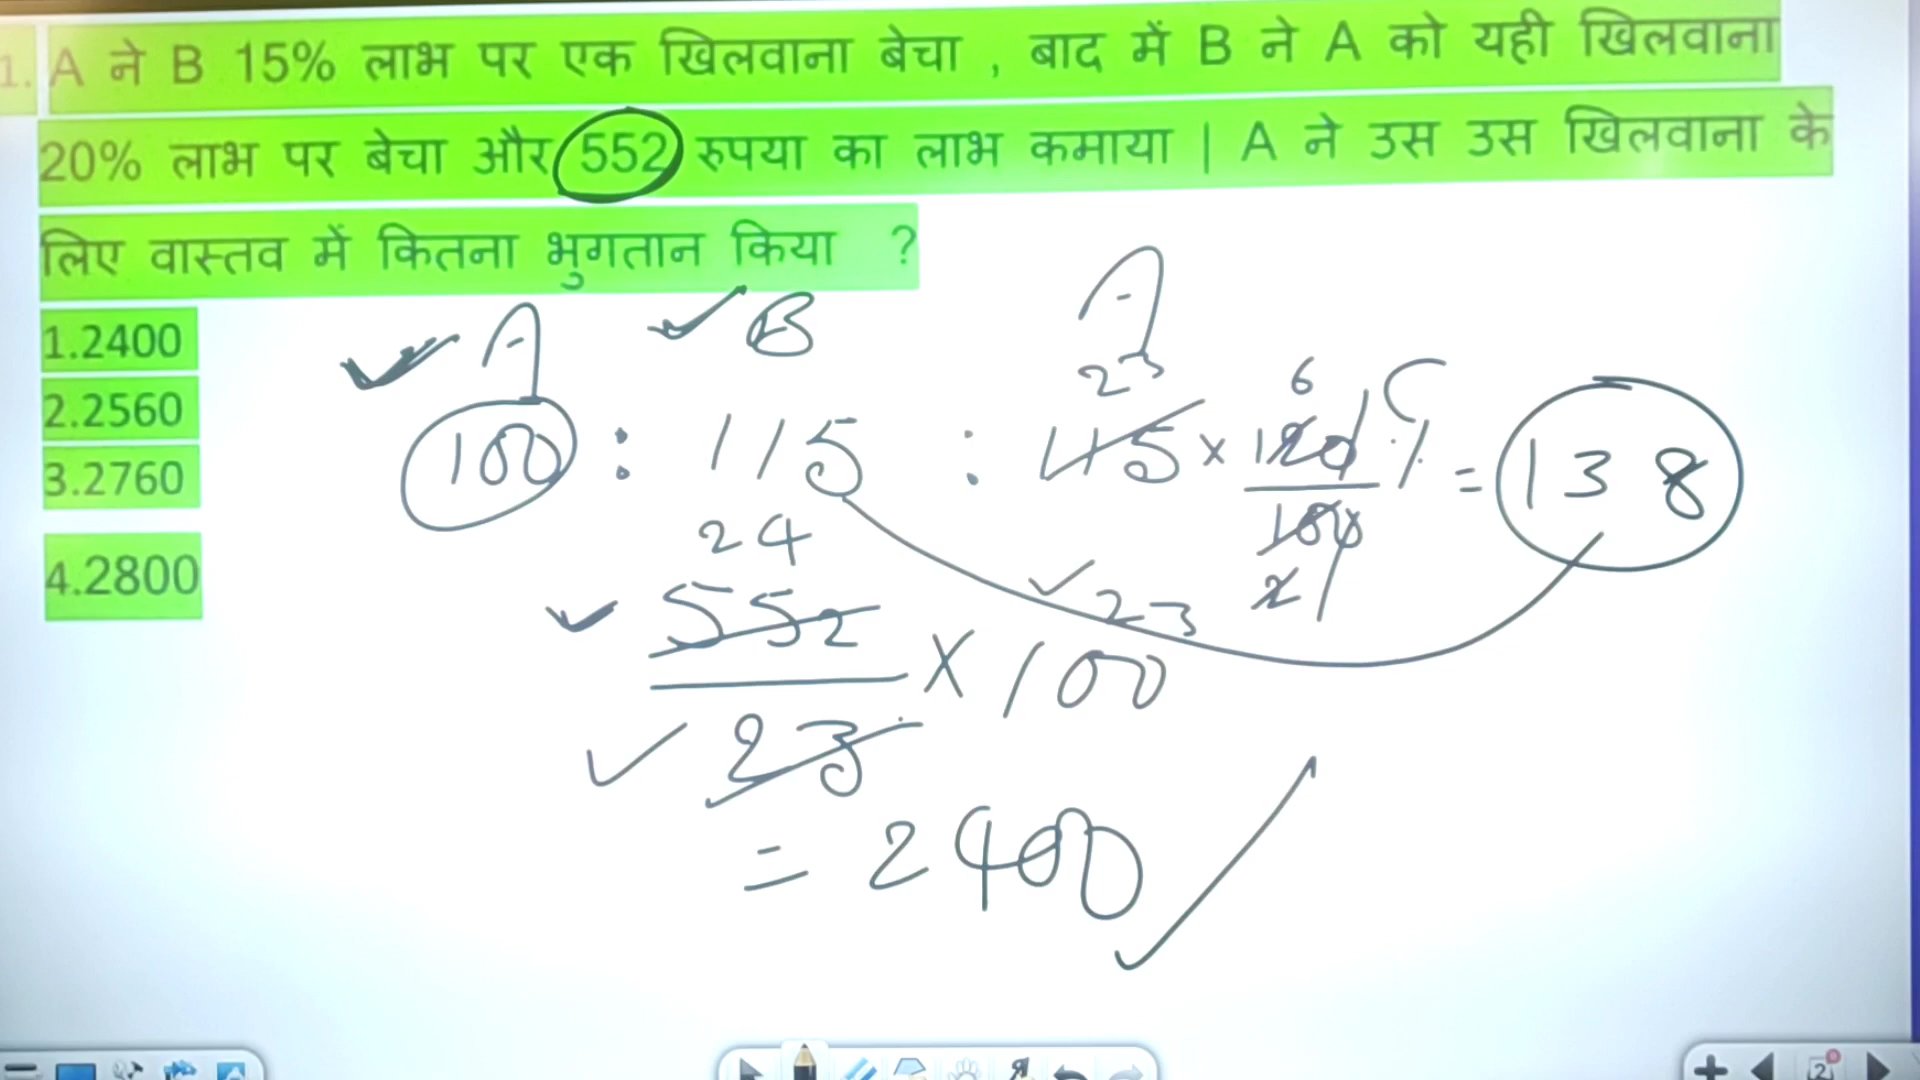 1. A ने B 15% लाभ पर एक खिलवाना बेचा , बाद में B ने A को यही खिलवाना
20% लाभ पर बेचा और 552 रुपया का लाभ कमाया | A ने उस उस खिलवाना के
लिए वास्तव में कितना भुगतान किया ?
1.2400
2.2560
3.2760
4.2800
A B A
23 6
100 : 115 : 115 x 120 % = 138
100
24
552 23
X 100
23
= 2400
2